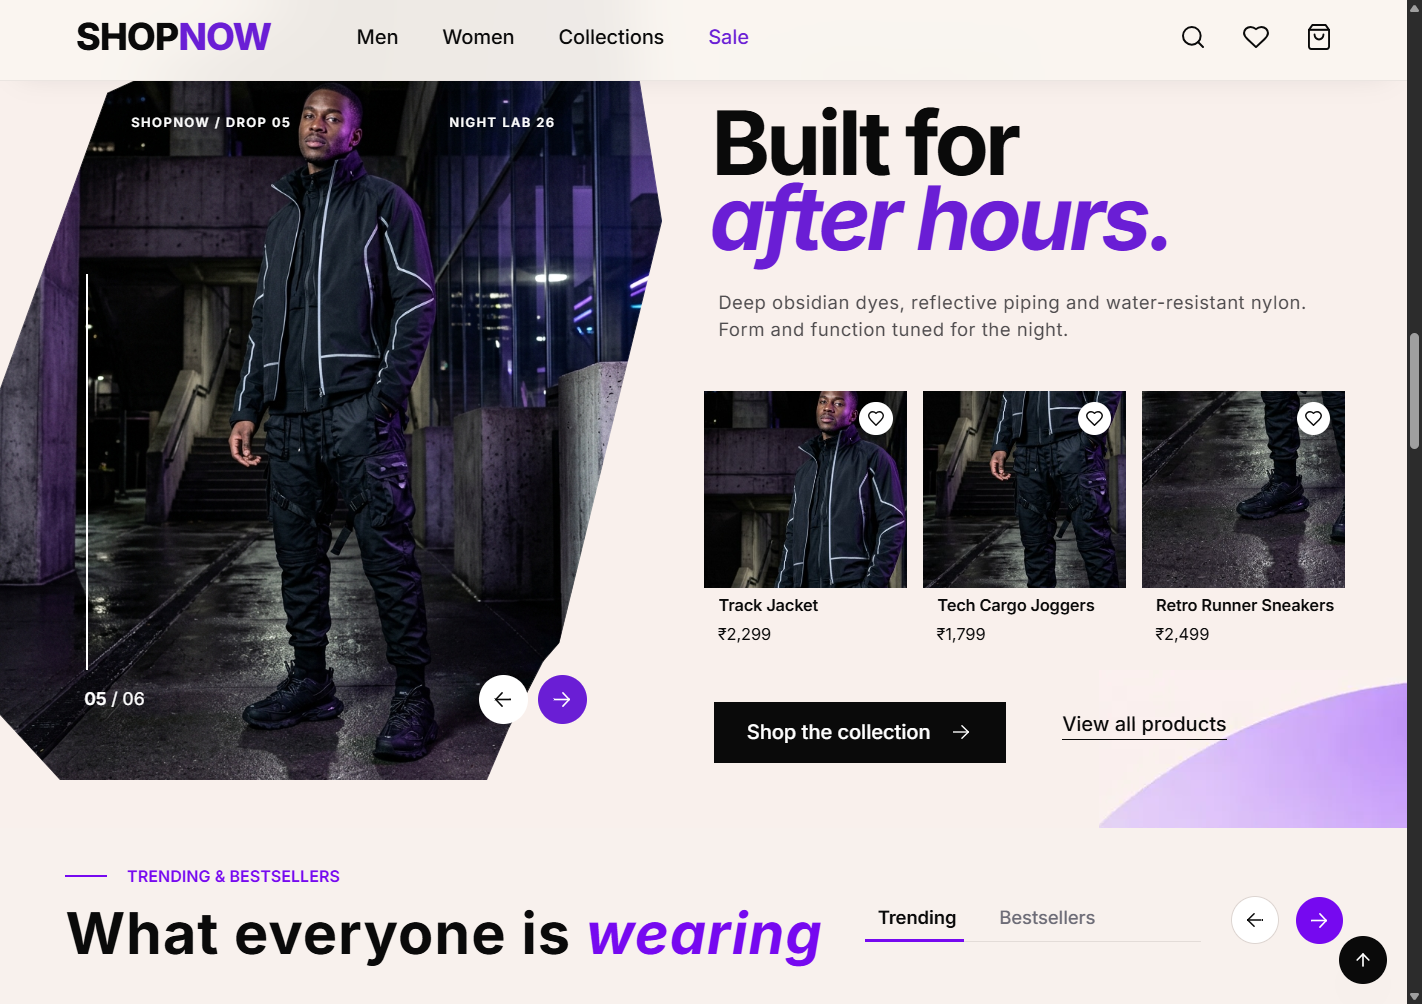 SHOPNOW
Men
Women
Collections
Sale
SHOPNOW / DROP 05
NIGHT LAB 26
05 / 06
Built for
after hours.
Deep obsidian dyes, reflective piping and water-resistant nylon.
Form and function tuned for the night.
Track Jacket
₹2,299
Tech Cargo Joggers
₹1,799
Retro Runner Sneakers
₹2,499
Shop the collection
View all products
TRENDING & BESTSELLERS
What everyone is wearing
Trending
Bestsellers